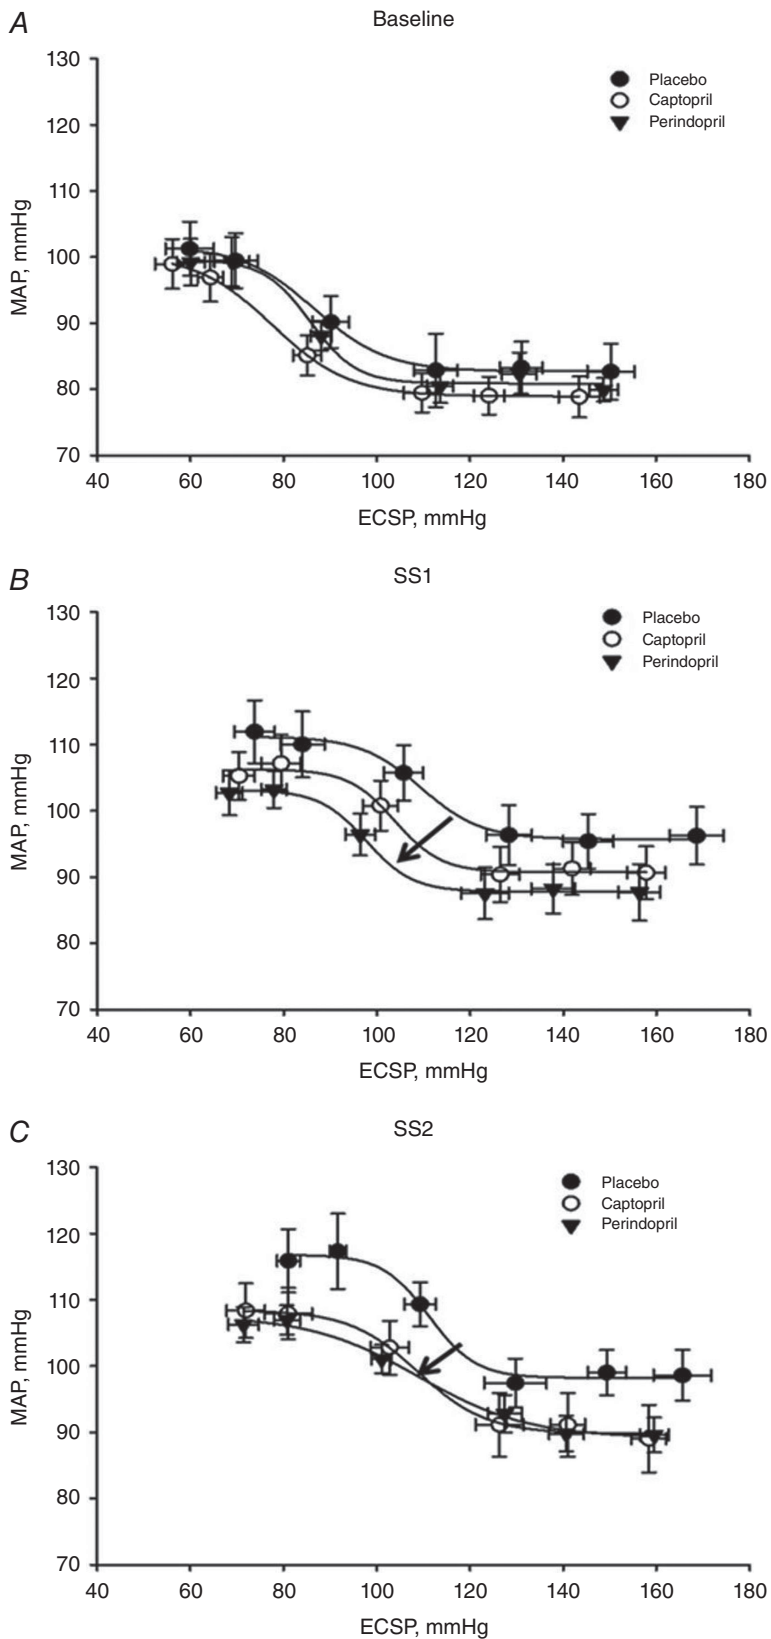 A
Baseline
130
120
110
100
90
80
70
MAP, mmHg
Placebo
Captopril
Perindopril
40 60 80 100 120 140 160 180
ECSP, mmHg
B
SS1
130
120
110
100
90
80
70
MAP, mmHg
Placebo
Captopril
Perindopril
40 60 80 100 120 140 160 180
ECSP, mmHg
C
SS2
130
120
110
100
90
80
70
MAP, mmHg
Placebo
Captopril
Perindopril
40 60 80 100 120 140 160 180
ECSP, mmHg